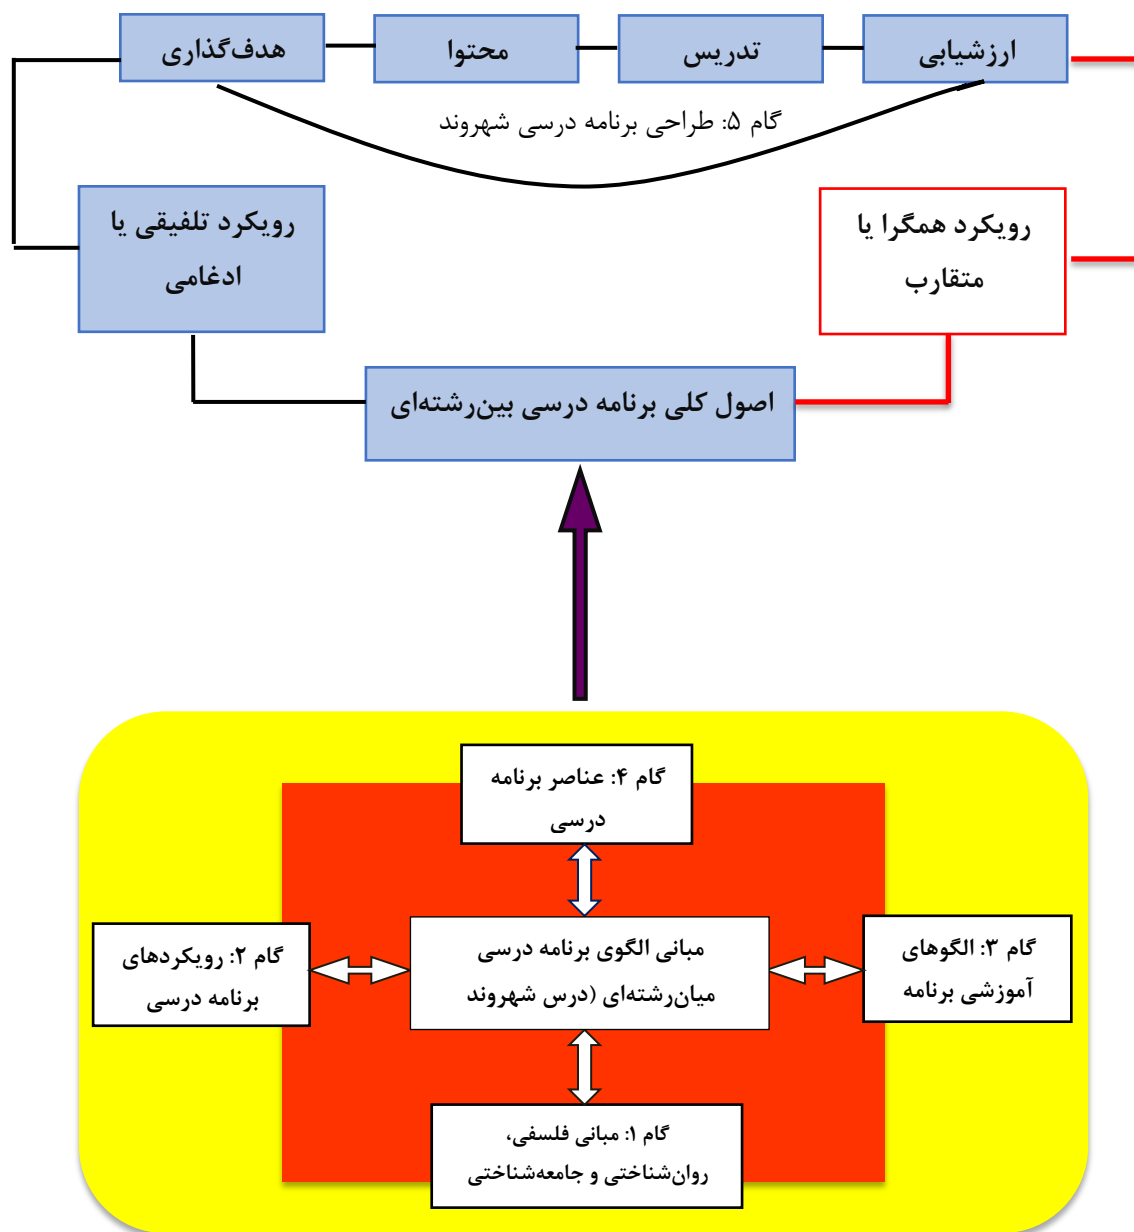 ارزشیابی
تدریس
محتوا
هدف‌گذاری
گام ۵: طراحی برنامه درسی شهروند
رویکرد همگرا یا
متقارب
رویکرد تلفیقی یا
ادغامی
اصول کلی برنامه درسی بین‌رشته‌ای
گام ۴: عناصر برنامه
درسی
گام ۳: الگوهای
آموزشی برنامه
مبانی الگوی برنامه درسی
میان‌رشته‌ای (درس شهروند
گام ۲: رویکردهای
برنامه درسی
گام ۱: مبانی فلسفی،
روان‌شناختی و جامعه‌شناختی